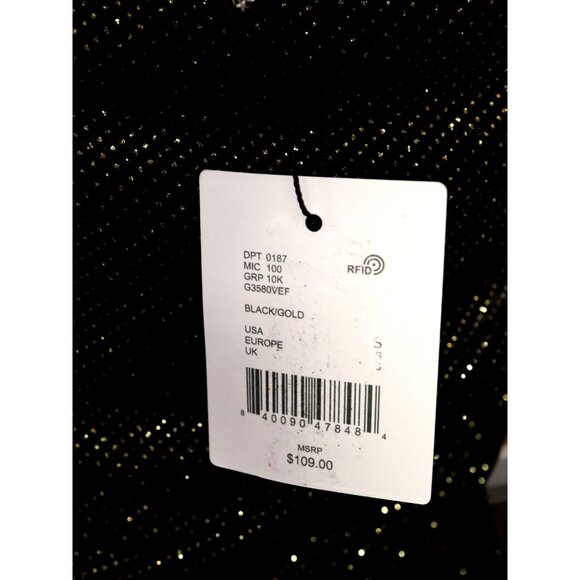 DPT 0187
MIC 100
GRP 10K
G3580VEF
RFID
BLACK/GOLD
USA S
EUROPE S
UK S
8 40090 47848 4
MSRP
$109.00